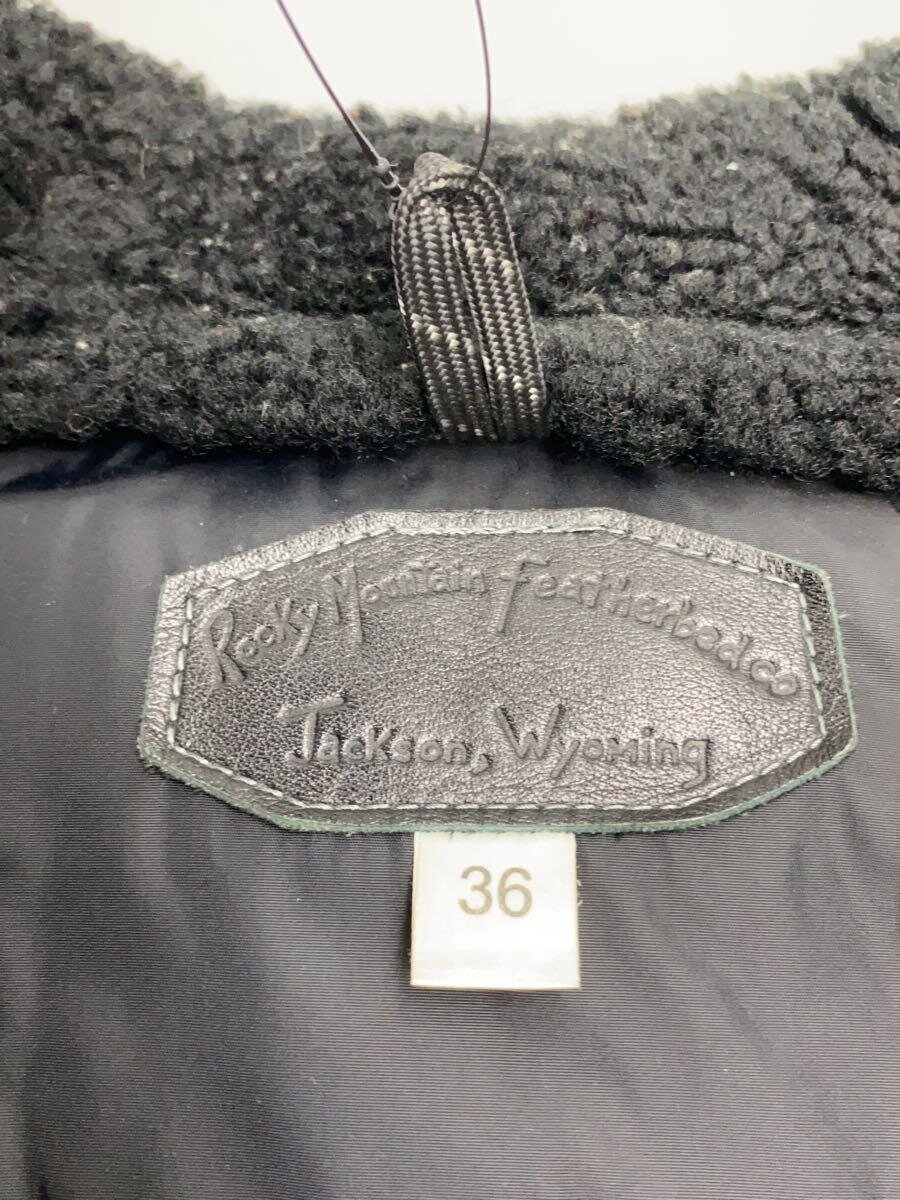 Rocky Mountain Featherbed co
Jackson, Wyoming
36